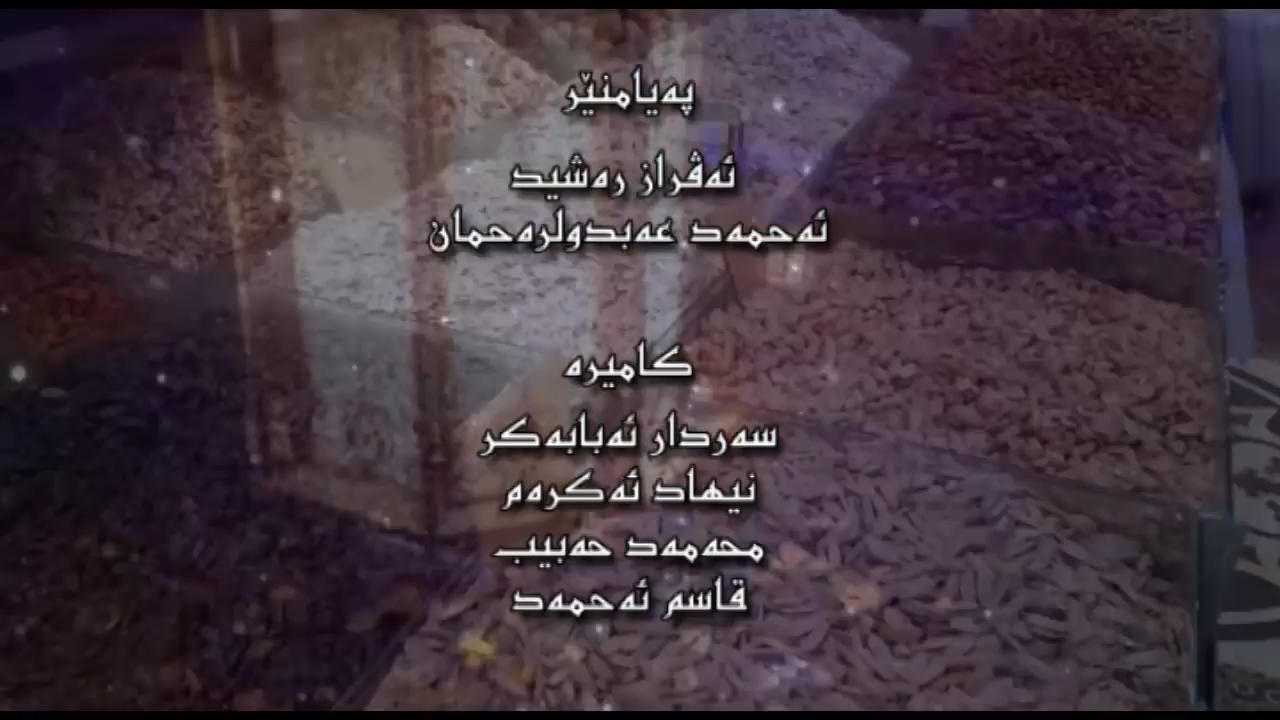 پەیامنێر
ئەڤراز رەشید
ئەحمەد عەبدولرەحمان
کامیرە
سەردار ئەبابەکر
نیهاد ئەکرەم
محەمەد حەبیب
قاسم ئەحمەد